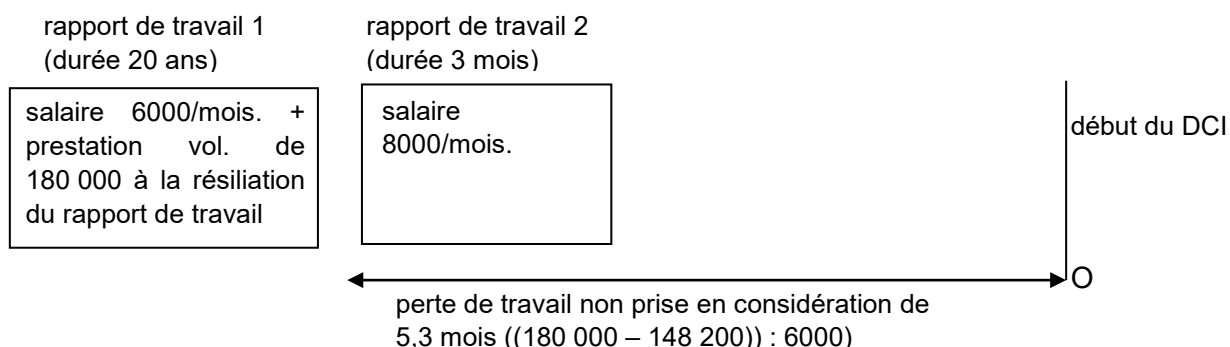 rapport de travail 1
(durée 20 ans)
rapport de travail 2
(durée 3 mois)
salaire 6000/mois. +
prestation vol. de
180 000 à la résiliation
du rapport de travail
salaire
8000/mois.
début du DCI
O
perte de travail non prise en considération de
5,3 mois ((180 000 – 148 200)) : 6000)